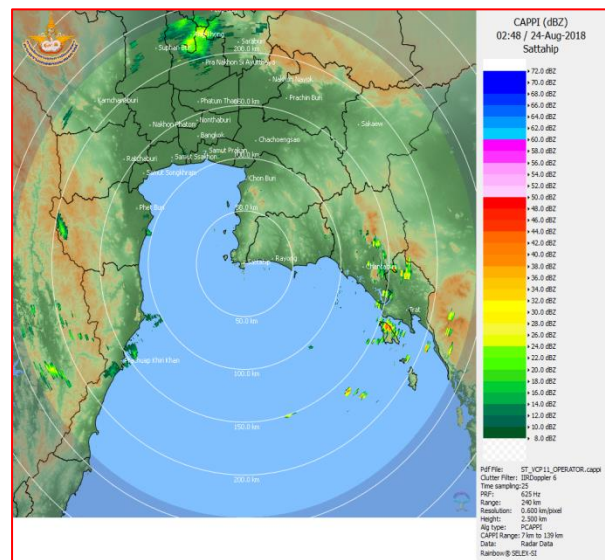 CAPPI (dBZ)
02:48 / 24-Aug-2018
Sattahip
72.0 dBZ
70.0 dBZ
68.0 dBZ
66.0 dBZ
64.0 dBZ
62.0 dBZ
60.0 dBZ
58.0 dBZ
56.0 dBZ
54.0 dBZ
52.0 dBZ
50.0 dBZ
48.0 dBZ
46.0 dBZ
44.0 dBZ
42.0 dBZ
40.0 dBZ
38.0 dBZ
36.0 dBZ
34.0 dBZ
32.0 dBZ
30.0 dBZ
28.0 dBZ
26.0 dBZ
24.0 dBZ
22.0 dBZ
20.0 dBZ
18.0 dBZ
16.0 dBZ
14.0 dBZ
12.0 dBZ
10.0 dBZ
8.0 dBZ
Pdf File: ST_VCP11_OPERATOR.cappi
Clutter Filter: IIRDoppler 6
Time sampling: 25
PRF: 625 Hz
Range: 240 km
Resolution: 0.600 km/pixel
Height: 2.500 km
Alg type: PCAPPI
CAPPI Range: 7 km to 139 km
Data: Radar Data
Rainbow® SELEX-SI
Suphan Buri
Saraburi
200.0 km
Pra Nakhon Si Ayutthaya
Nakhon Nayok
Kanchanaburi
Phatum Thani
Prachin Buri
Nakhon Pathom
Nonthaburi
Bangkok
Chachoengsao
Sakaew
Ratchaburi
Samut Ssakhon
Samut Prakan
Samut Songkhram
Chon Buri
Phet Buri
Rayong
Chantaburi
Trat
50.0 km
Prachuap Khiri Khan
100.0 km
150.0 km
200.0 km